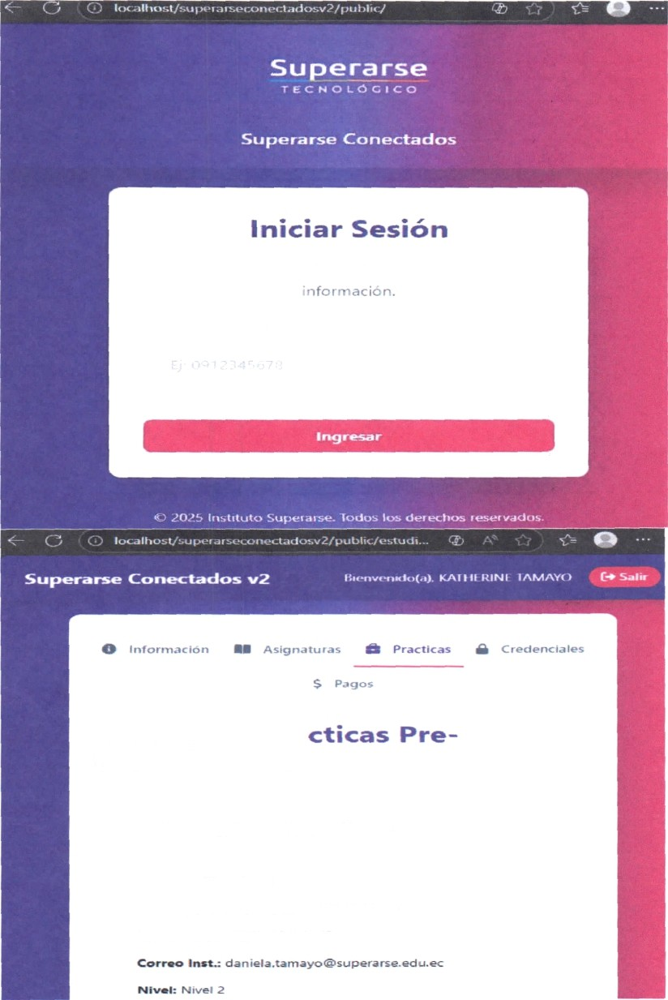 localhost/superarseconectadosv2/public/
Superarse
TECNOLÓGICO
Superarse Conectados
Iniciar Sesión
información.
Ej: 0912345678
Ingresar
© 2025 Instituto Superarse. Todos los derechos reservados.
localhost/superarseconectadosv2/public/estudi...
Superarse Conectados v2 Bienvenido(a), KATHERINE TAMAYO Salir
Información Asignaturas Practicas Credenciales
$ Pagos
cticas Pre-
Correo Inst.: daniela.tamayo@superarse.edu.ec
Nivel: Nivel 2